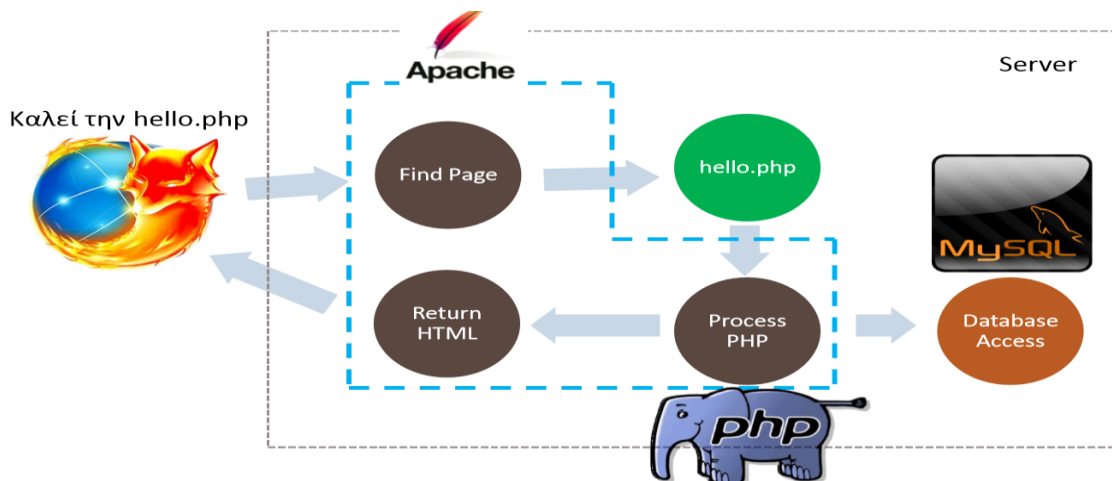 Apache
Server
Καλεί την hello.php
Find Page
hello.php
MySQL
Return
HTML
Process
PHP
Database
Access
php